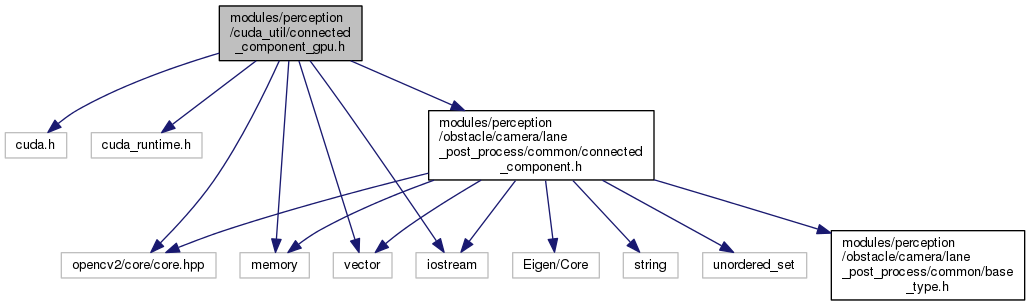 modules/perception
/cuda_util/connected
_component_gpu.h
cuda.h
cuda_runtime.h
modules/perception
/obstacle/camera/lane
_post_process/common/connected
_component.h
opencv2/core/core.hpp
memory
vector
iostream
Eigen/Core
string
unordered_set
modules/perception
/obstacle/camera/lane
_post_process/common/base
_type.h